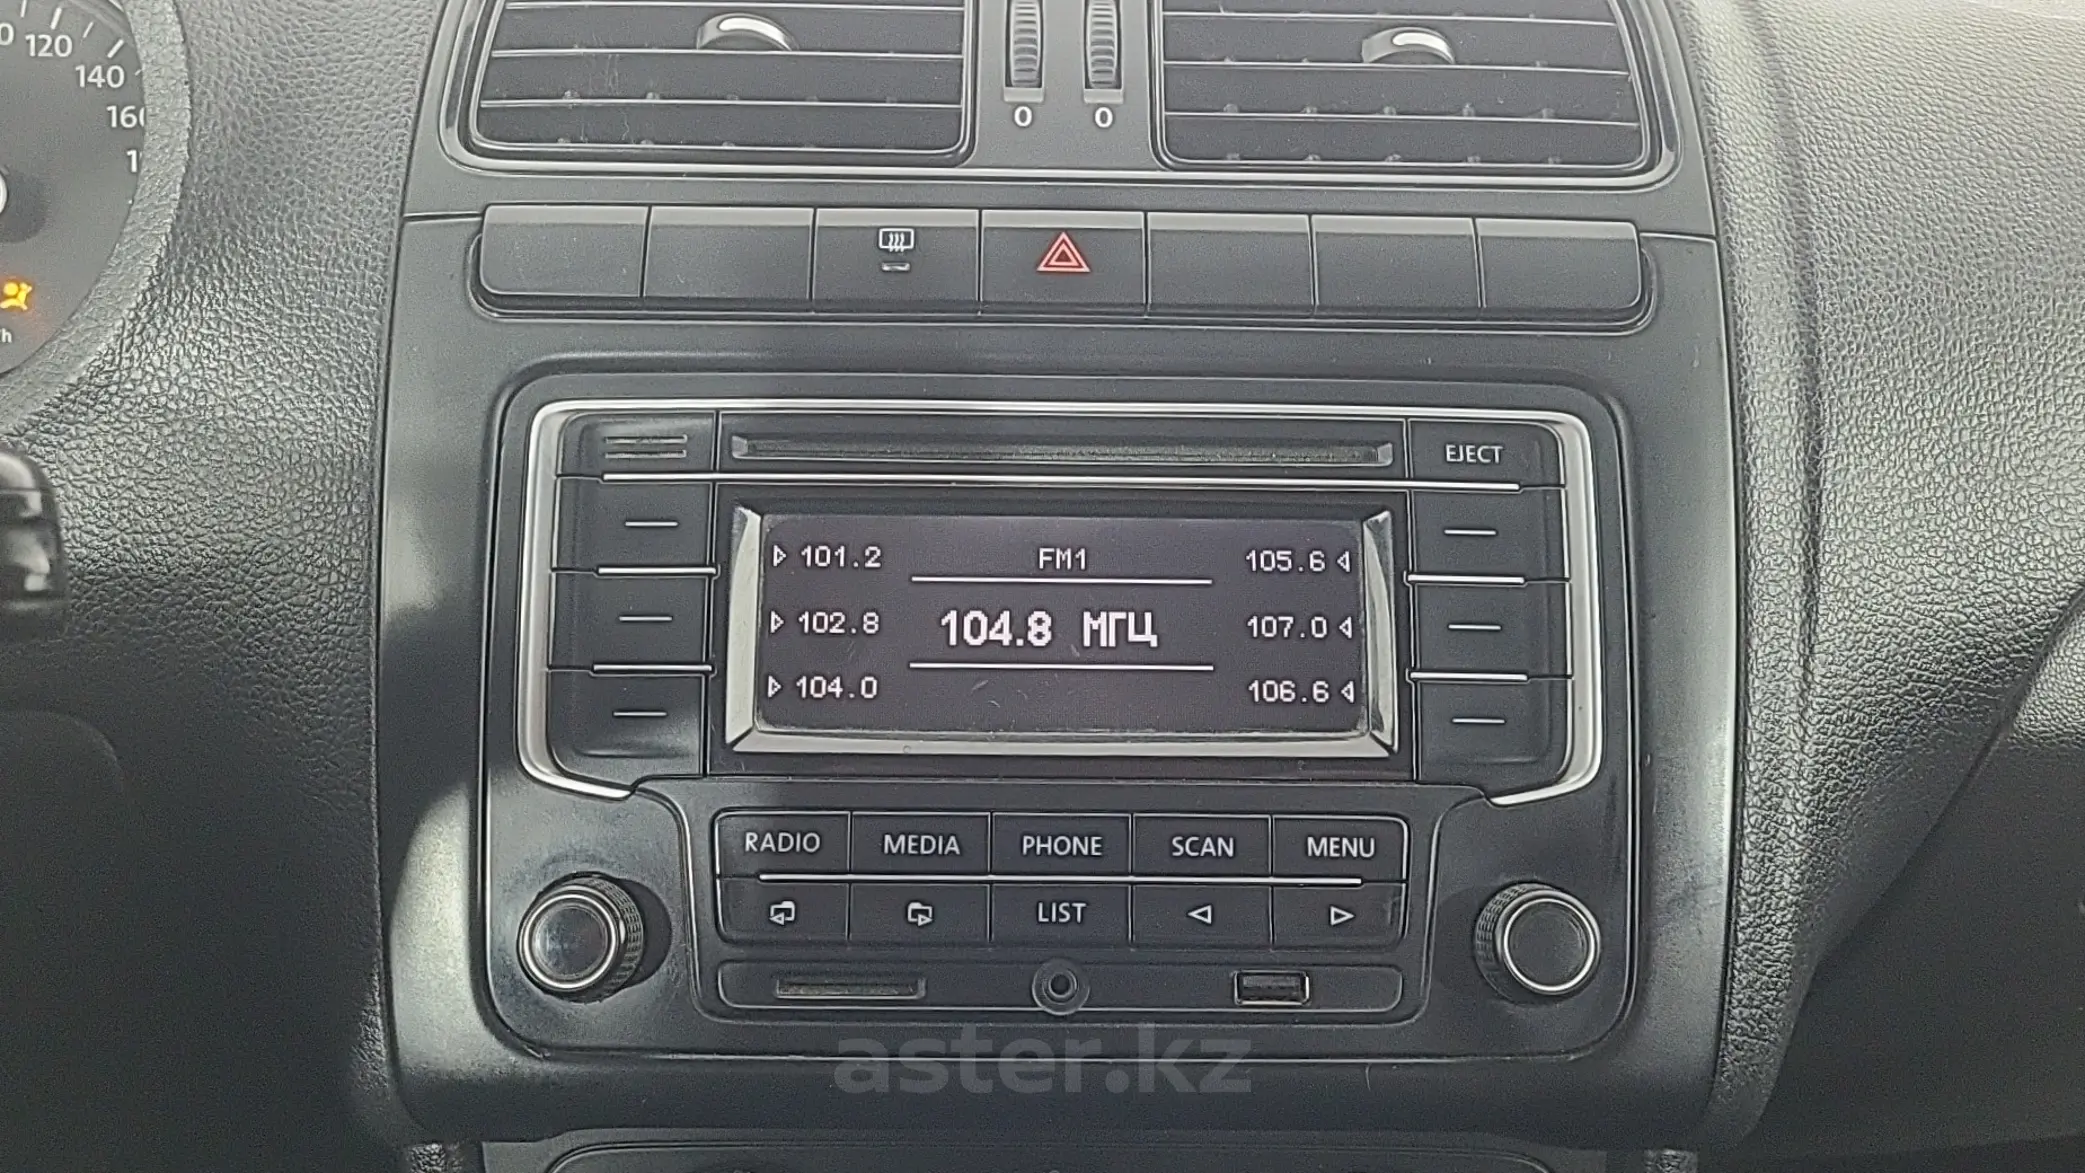 120
140
160
0 0
EJECT
101.2 FM1 105.6
102.8 104.8 МГЦ 107.0
104.0 106.6
RADIO MEDIA PHONE SCAN MENU
LIST
aster.kz